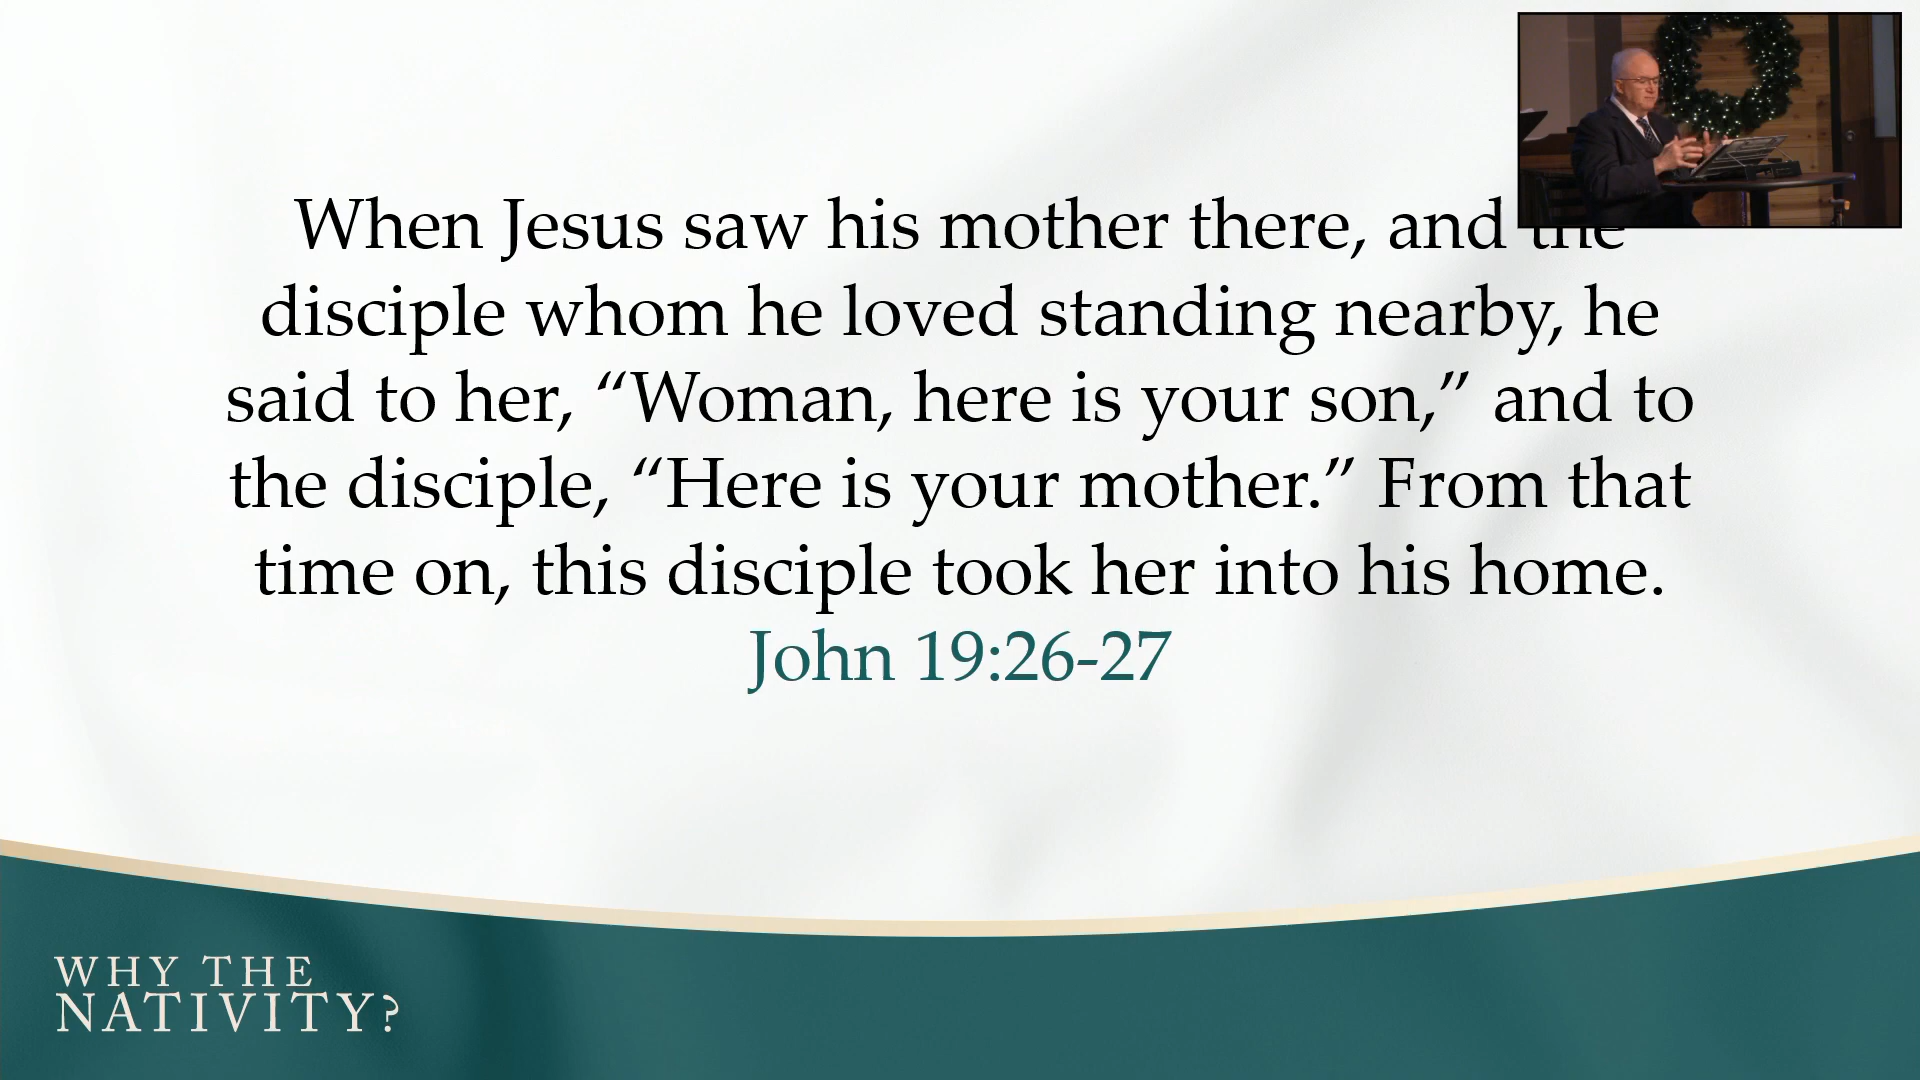 When Jesus saw his mother there, and the
disciple whom he loved standing nearby, he
said to her, “Woman, here is your son,” and to
the disciple, “Here is your mother.” From that
time on, this disciple took her into his home.
John 19:26-27
WHY THE
NATIVITY?